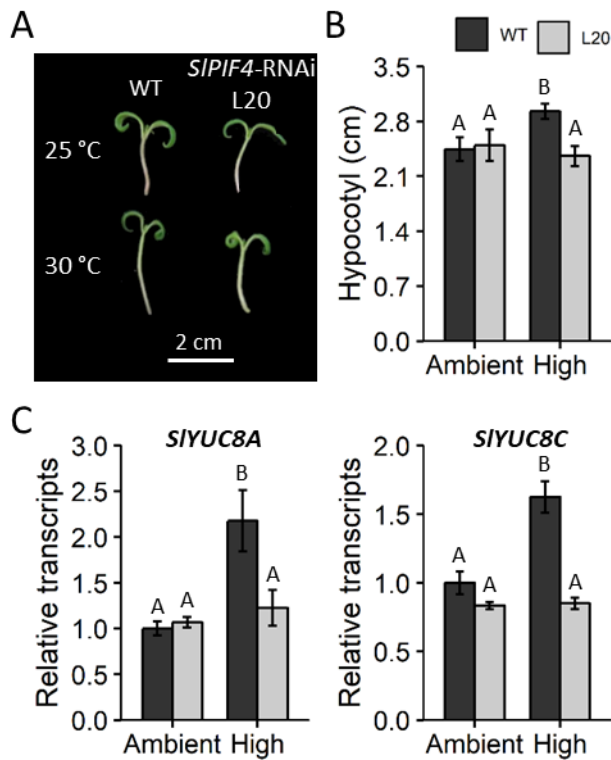 A
SlPIF4-RNAi
WT
L20
25 °C
30 °C
2 cm
B
WT
L20
Hypocotyl (cm)
3.5
2.8
2.1
1.4
0.7
0.0
A
A
B
A
Ambient
High
C
SlYUC8A
Relative transcripts
3.0
2.5
2.0
1.5
1.0
0.5
0.0
A
A
B
A
Ambient
High
SlYUC8C
Relative transcripts
2.0
1.5
1.0
0.5
0.0
A
A
B
A
Ambient
High